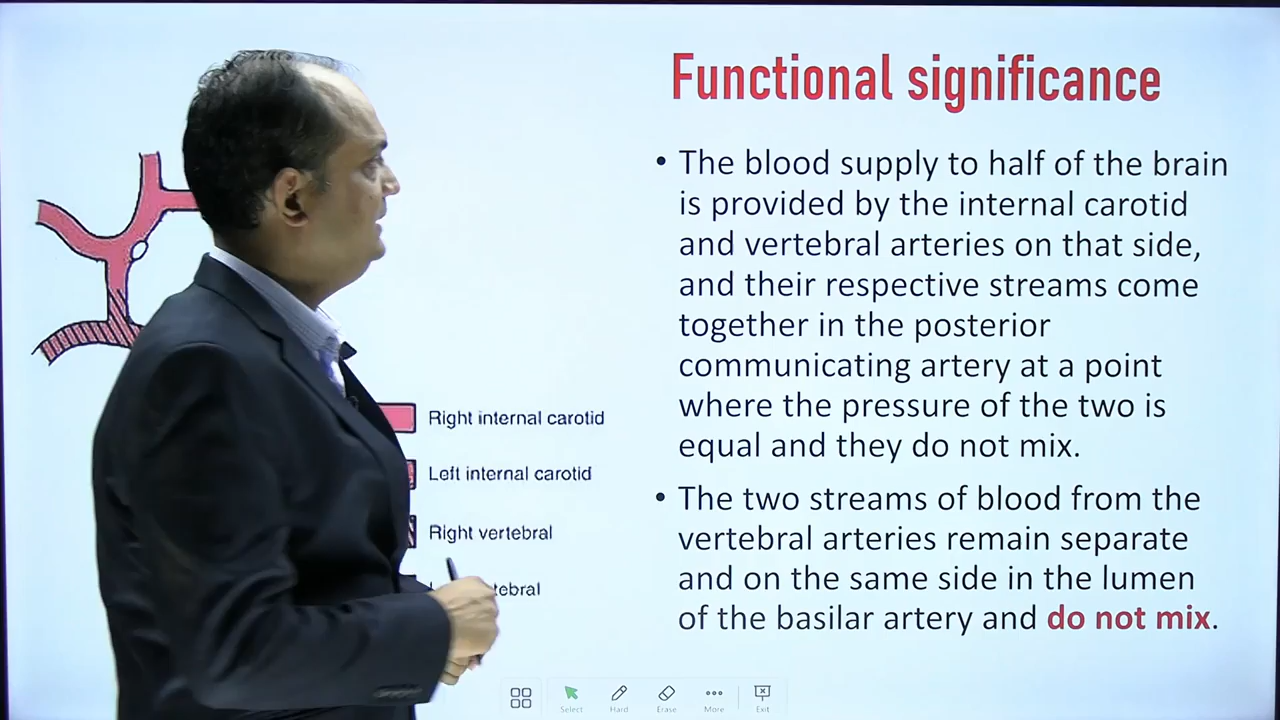 Functional significance
• The blood supply to half of the brain
is provided by the internal carotid
and vertebral arteries on that side,
and their respective streams come
together in the posterior
communicating artery at a point
where the pressure of the two is
equal and they do not mix.
• The two streams of blood from the
vertebral arteries remain separate
and on the same side in the lumen
of the basilar artery and do not mix.
Right internal carotid
Left internal carotid
Right vertebral
tebral
Select
Hard
Erase
More
Exit